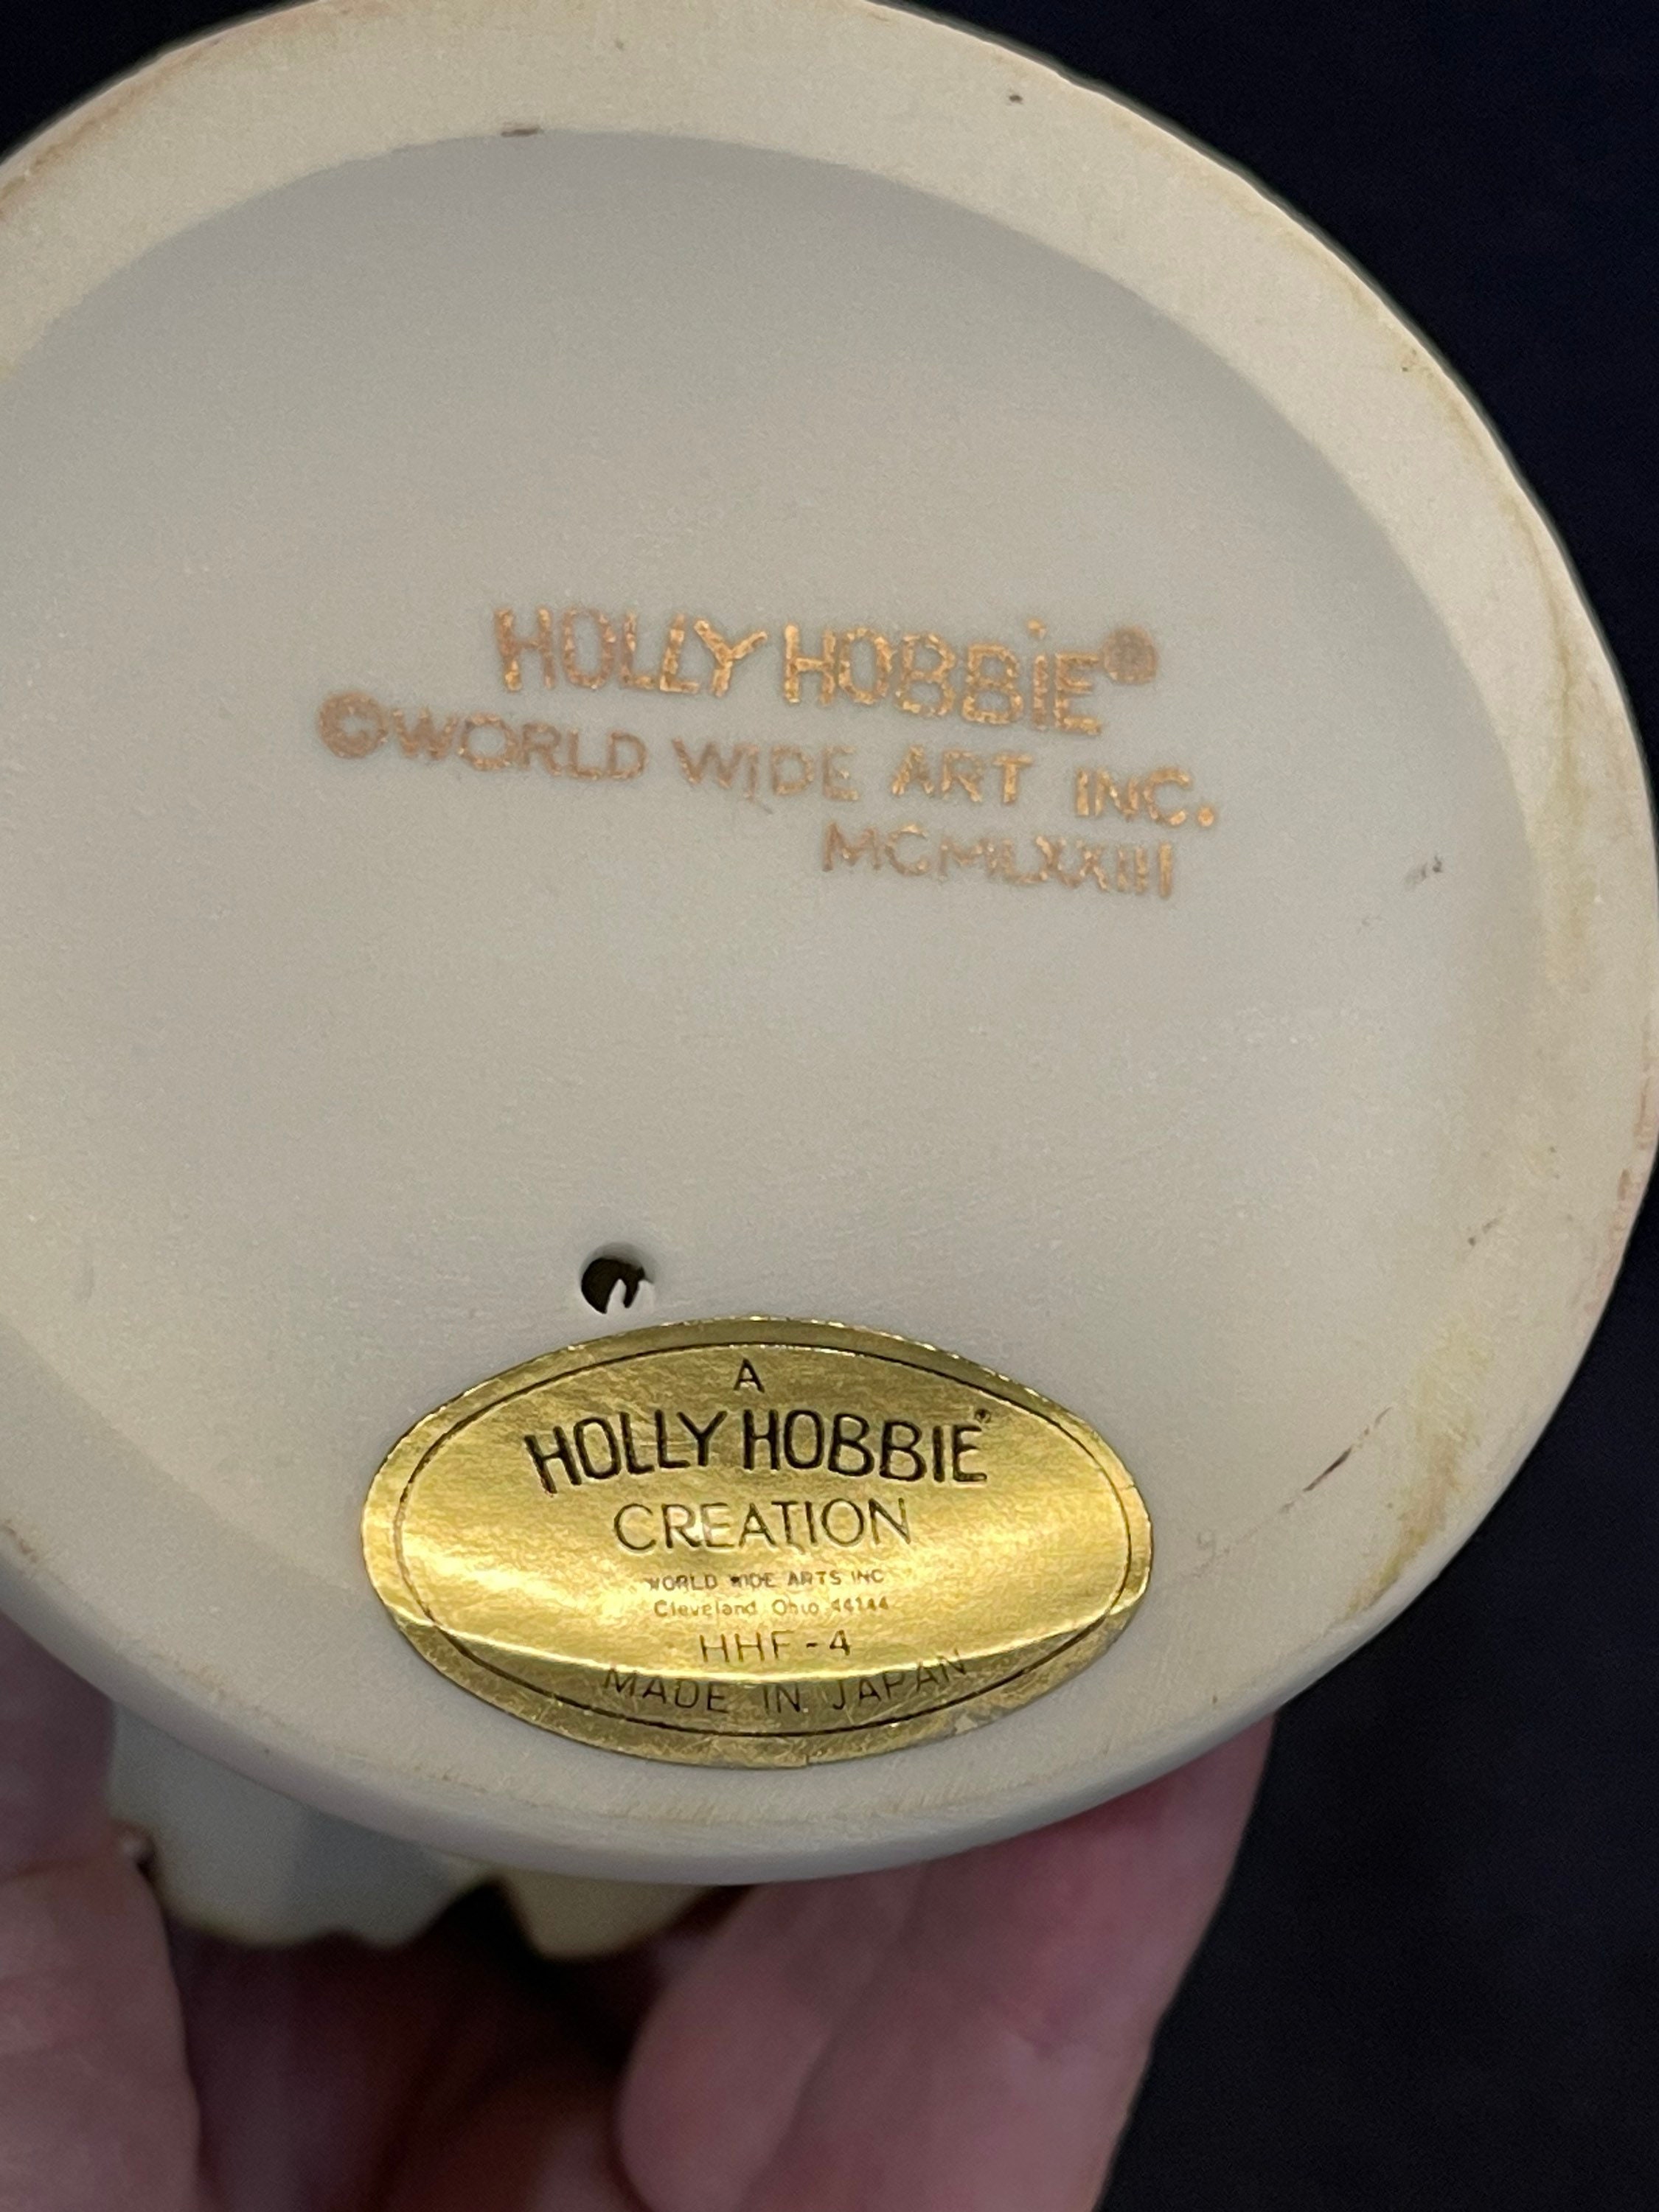 HOLLY HOBBiE®
©WORLD WIDE ART INC.
MCMLXXIII
A
HOLLY HOBBIE®
CREATION
WORLD WIDE ARTS INC
Cleveland Ohio 44144
HHF-4
MADE IN JAPAN